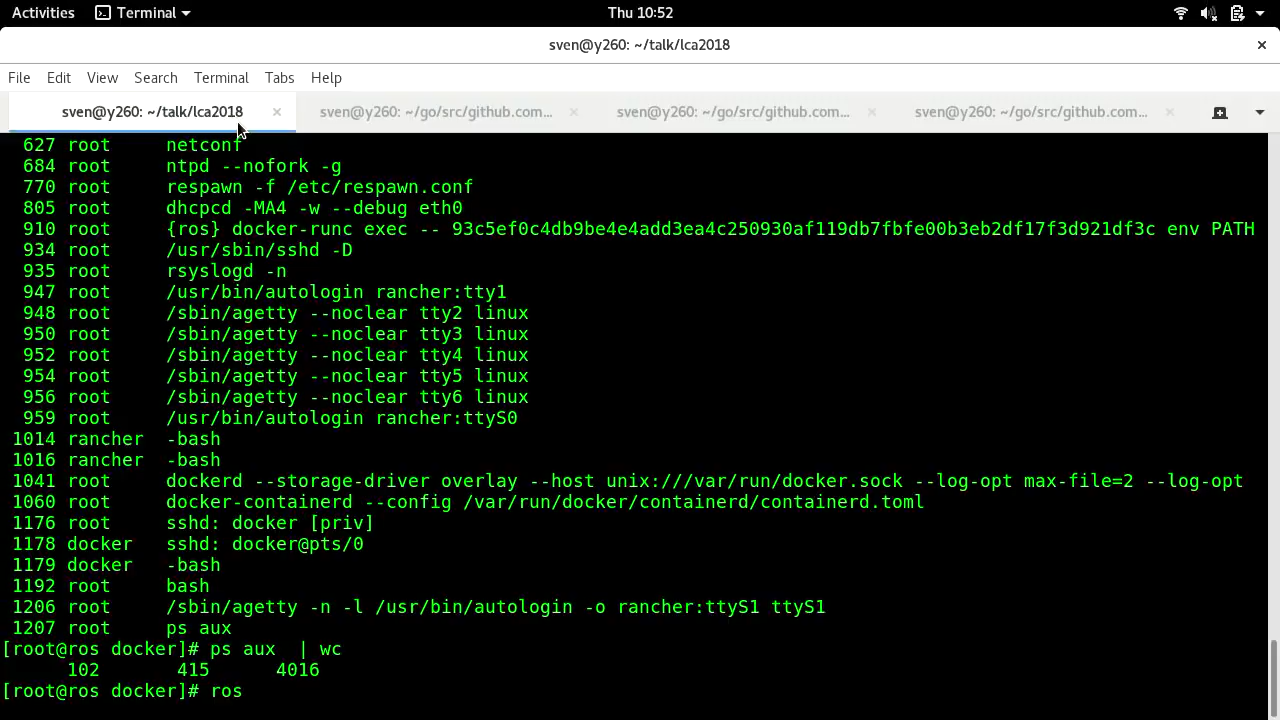 Activities Terminal Thu 10:52
sven@y260: ~/talk/lca2018
File Edit View Search Terminal Tabs Help
sven@y260: ~/talk/lca2018 sven@y260: ~/go/src/github.com... sven@y260: ~/go/src/github.com... sven@y260: ~/go/src/github.com...
627 root netconf
684 root ntpd --nofork -g
770 root respawn -f /etc/respawn.conf
805 root dhcpcd -MA4 -w --debug eth0
910 root {ros} docker-runc exec -- 93c5ef0c4db9be4e4add3ea4c250930af119db7fbfe00b3eb2df17f3d921df3c env PATH
934 root /usr/sbin/sshd -D
935 root rsyslogd -n
947 root /usr/bin/autologin rancher:tty1
948 root /sbin/agetty --noclear tty2 linux
950 root /sbin/agetty --noclear tty3 linux
952 root /sbin/agetty --noclear tty4 linux
954 root /sbin/agetty --noclear tty5 linux
956 root /sbin/agetty --noclear tty6 linux
959 root /usr/bin/autologin rancher:ttyS0
1014 rancher -bash
1016 rancher -bash
1041 root dockerd --storage-driver overlay --host unix:///var/run/docker.sock --log-opt max-file=2 --log-opt
1060 root docker-containerd --config /var/run/docker/containerd/containerd.toml
1176 root sshd: docker [priv]
1178 docker sshd: docker@pts/0
1179 docker -bash
1192 root bash
1206 root /sbin/agetty -n -l /usr/bin/autologin -o rancher:ttyS1 ttyS1
1207 root ps aux
[root@ros docker]# ps aux  | wc
102 415 4016
[root@ros docker]# ros